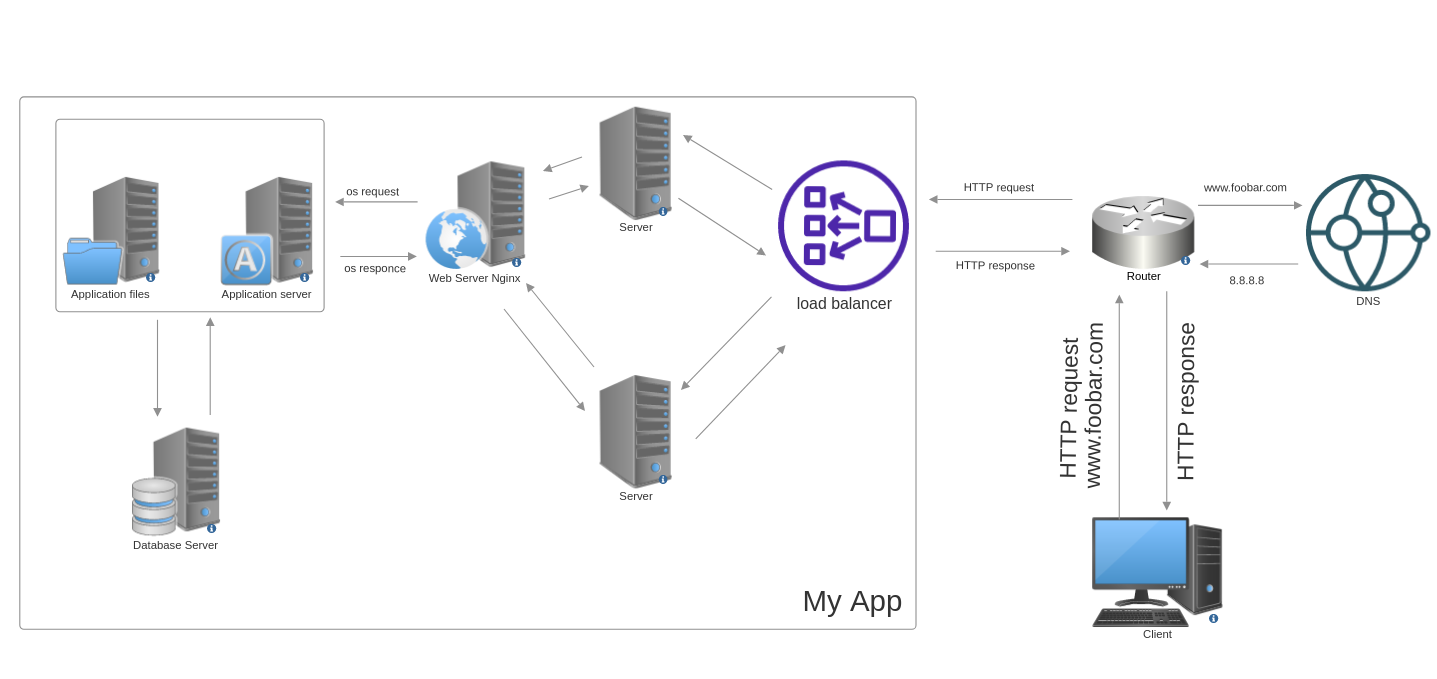 Server
os request
os responce
Application files
Application server
Web Server Nginx
load balancer
HTTP request
HTTP response
Router
www.foobar.com
8.8.8.8
DNS
HTTP request
www.foobar.com
HTTP response
Server
Database Server
My App
Client
A